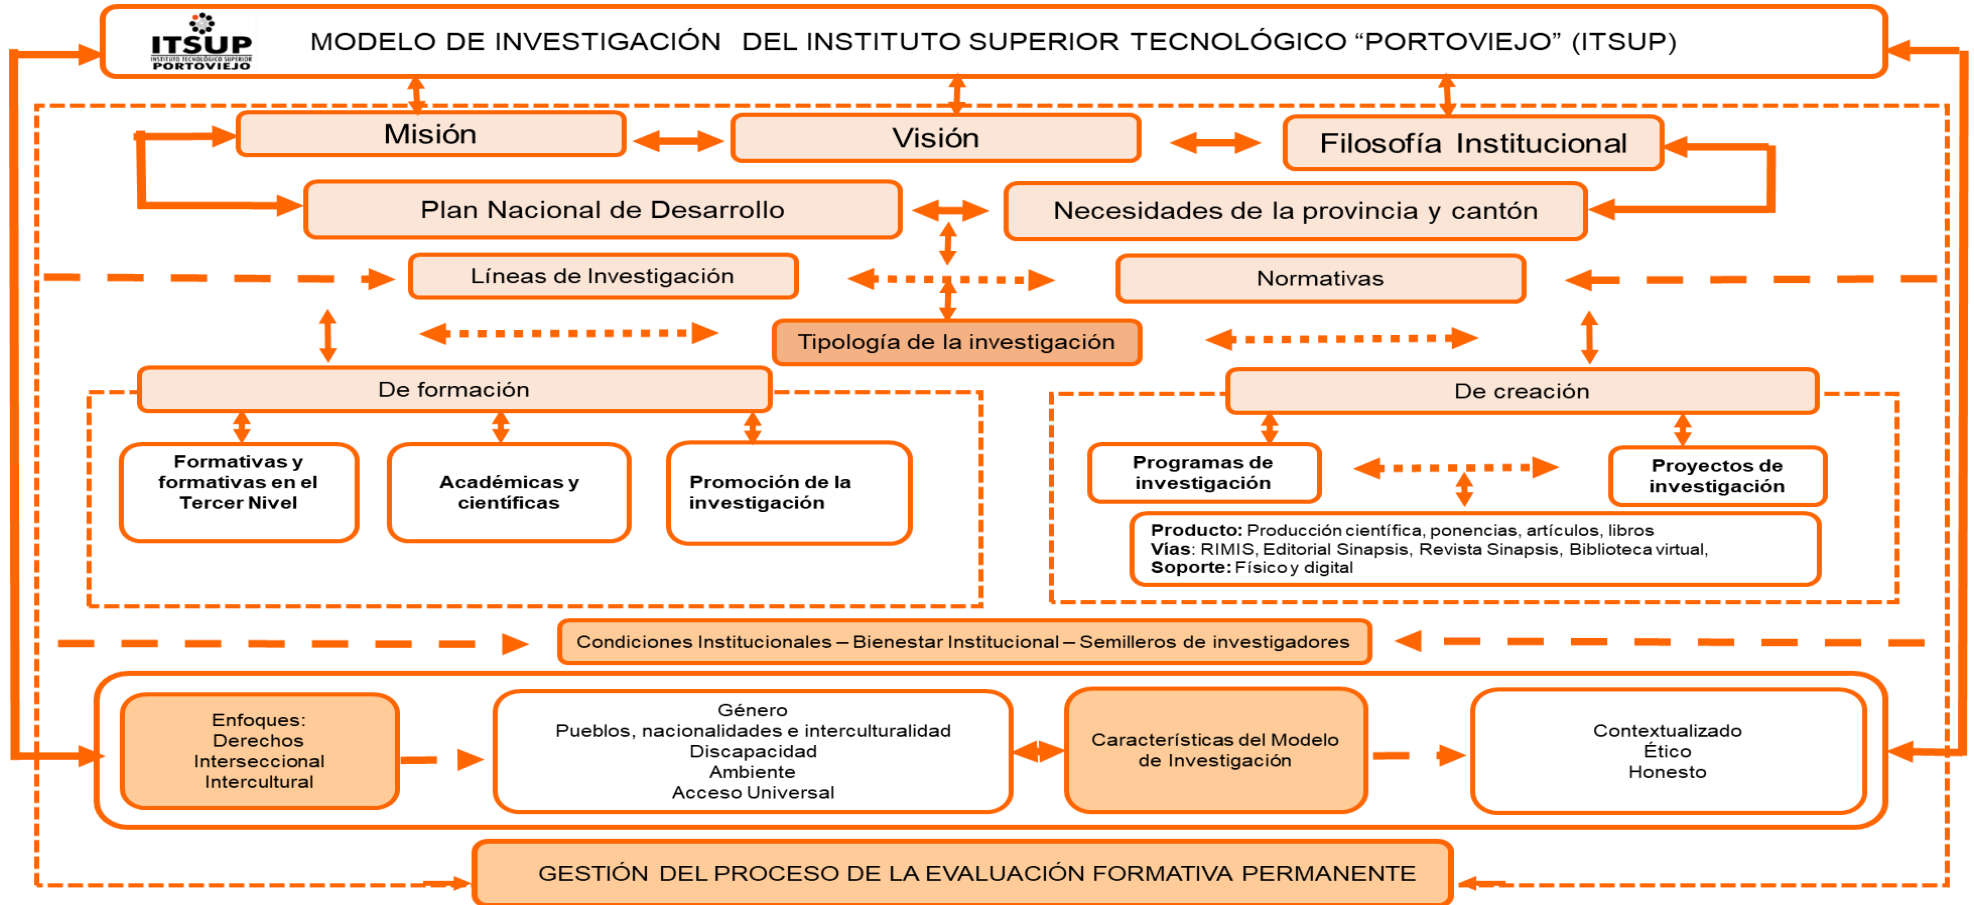 ITSUP
INSTITUTO TECNOLÓGICO SUPERIOR
PORTOVIEJO
MODELO DE INVESTIGACIÓN DEL INSTITUTO SUPERIOR TECNOLÓGICO “PORTOVIEJO” (ITSUP)
Misión
Visión
Filosofía Institucional
Plan Nacional de Desarrollo
Necesidades de la provincia y cantón
Líneas de Investigación
Normativas
Tipología de la investigación
De formación
De creación
Formativas y
formativas en el
Tercer Nivel
Académicas y
científicas
Promoción de la
investigación
Programas de
investigación
Proyectos de
investigación
Producto: Producción científica, ponencias, artículos, libros
Vías: RIMIS, Editorial Sinapsis, Revista Sinapsis, Biblioteca virtual,
Soporte: Físico y digital
Condiciones Institucionales – Bienestar Institucional – Semilleros de investigadores
Enfoques:
Derechos
Interseccional
Intercultural
Género
Pueblos, nacionalidades e interculturalidad
Discapacidad
Ambiente
Acceso Universal
Características del Modelo
de Investigación
Contextualizado
Ético
Honesto
GESTIÓN DEL PROCESO DE LA EVALUACIÓN FORMATIVA PERMANENTE